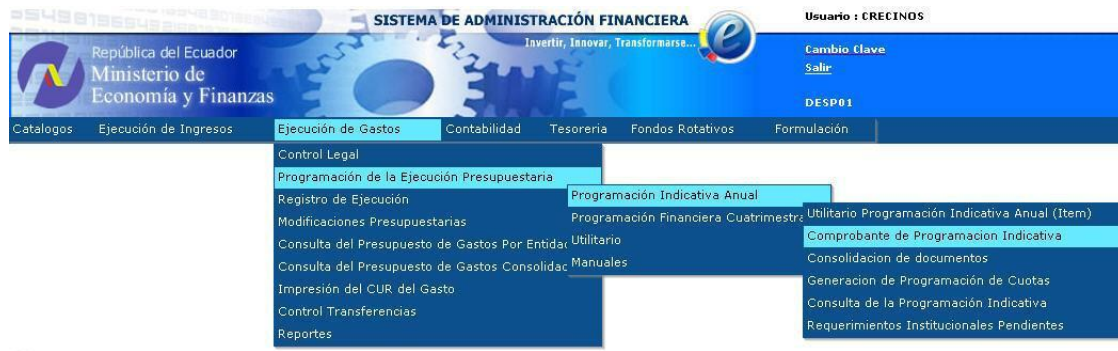 SISTEMA DE ADMINISTRACIÓN FINANCIERA
Usuario : CRECINOS
Invertir, Innovar, Transformarse...
e
República del Ecuador
Ministerio de
Economía y Finanzas
Cambio Clave
Salir
DESP01
Catalogos Ejecución de Ingresos Ejecución de Gastos Contabilidad Tesoreria Fondos Rotativos Formulación
Control Legal
Programación de la Ejecución Presupuestaria
Registro de Ejecución
Modificaciones Presupuestarias
Consulta del Presupuesto de Gastos Por Entidad
Consulta del Presupuesto de Gastos Consolidac
Impresión del CUR del Gasto
Control Transferencias
Reportes
Programación Indicativa Anual
Programación Financiera Cuatrimestra
Utilitario
Manuales
Utilitario Programación Indicativa Anual (Item)
Comprobante de Programacion Indicativa
Consolidacion de documentos
Generacion de Programación de Cuotas
Consulta de la Programación Indicativa
Requerimientos Institucionales Pendientes